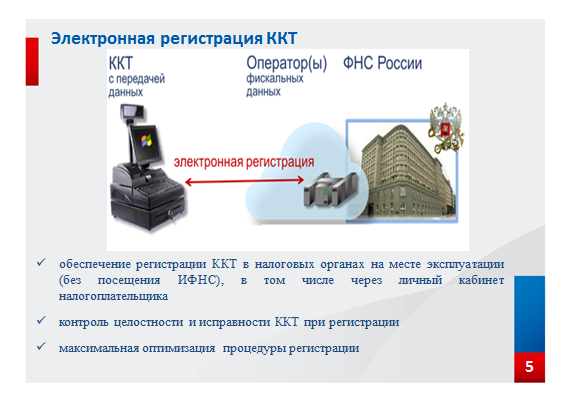 Электронная регистрация ККТ
ККТ
с передачей
данных
Оператор(ы)
фискальных
данных
ФНС России
электронная регистрация
✓ обеспечение регистрации ККТ в налоговых органах на месте эксплуатации
(без посещения ИФНС), в том числе через личный кабинет
налогоплательщика
✓ контроль целостности и исправности ККТ при регистрации
✓ максимальная оптимизация процедуры регистрации
5